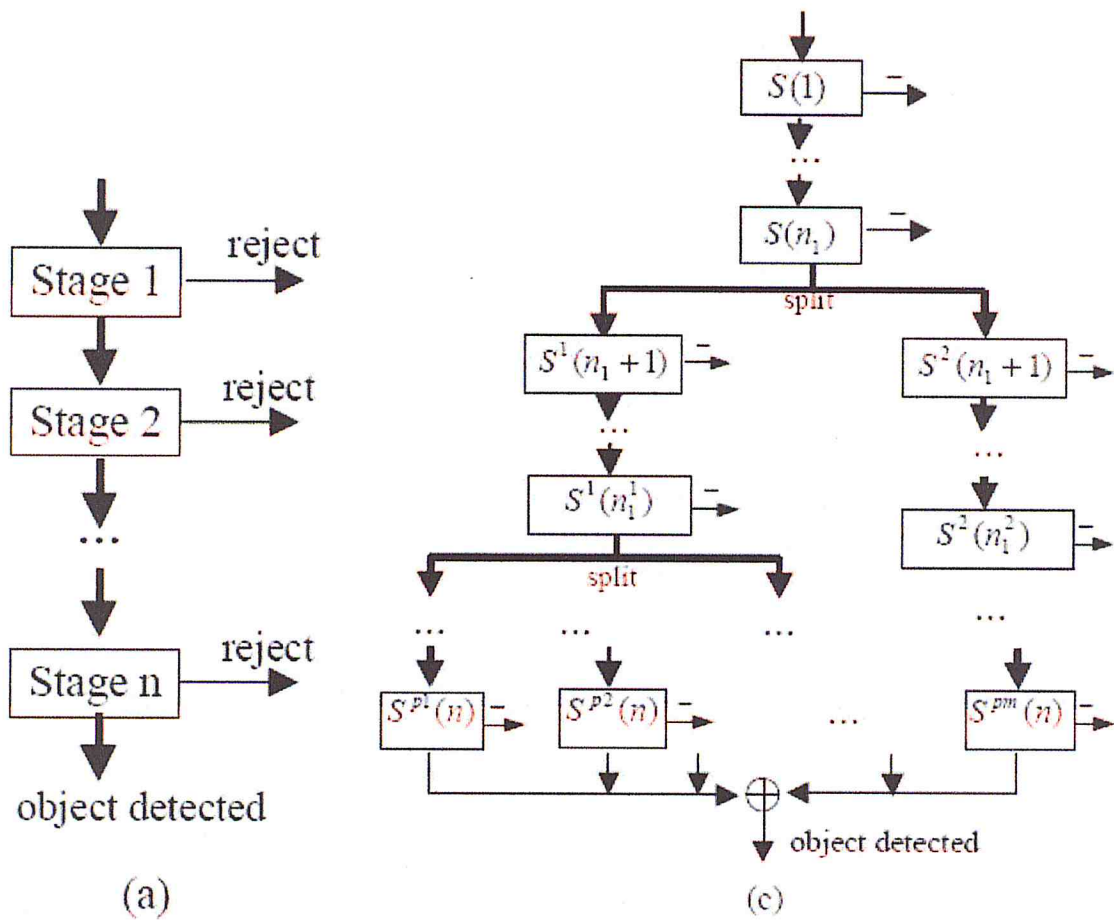 reject
Stage 1
reject
Stage 2
...
reject
Stage n
object detected
(a)
S(1) −
...
S(n₁) −
split
S¹(n₁ + 1) −
S²(n₁ + 1) −
...
...
S¹(n₁¹) −
S²(n₁²) −
split
... ... ... ...
Sᵖ¹(n) −
Sᵖ²(n) −
...
Sᵖᵐ(n) −
object detected
(c)